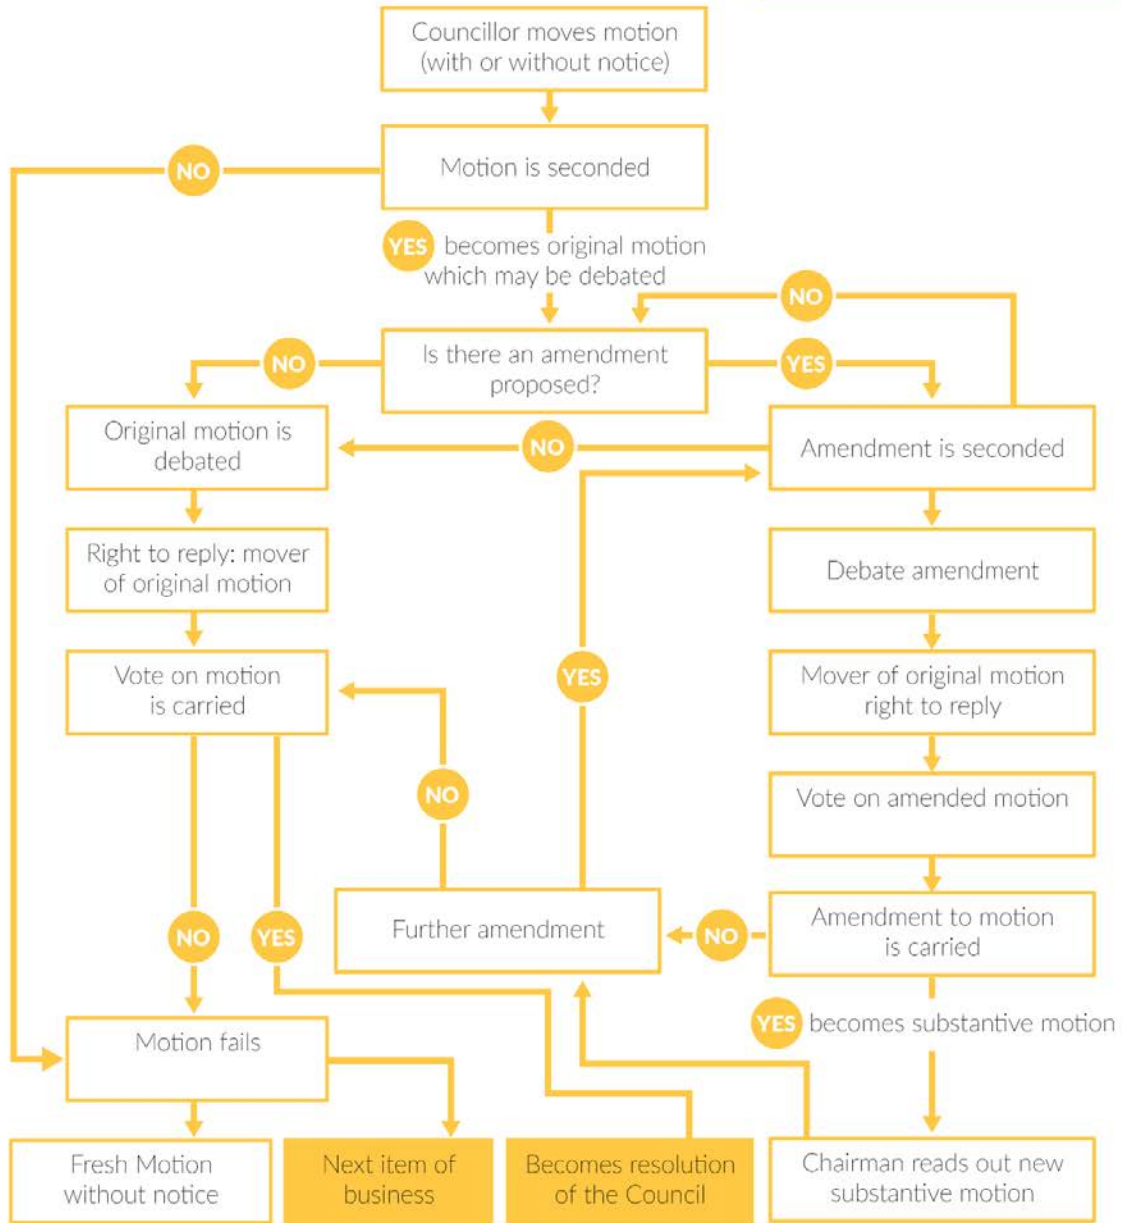 Councillor moves motion
(with or without notice)
NO
Motion is seconded
YES becomes original motion
which may be debated
NO
NO
Is there an amendment
proposed?
YES
Original motion is
debated
NO
Amendment is seconded
Right to reply: mover
of original motion
Debate amendment
Vote on motion
is carried
YES
Mover of original motion
right to reply
NO
Vote on amended motion
NO
YES
Further amendment
NO
Amendment to motion
is carried
Motion fails
YES becomes substantive motion
Fresh Motion
without notice
Next item of
business
Becomes resolution
of the Council
Chairman reads out new
substantive motion